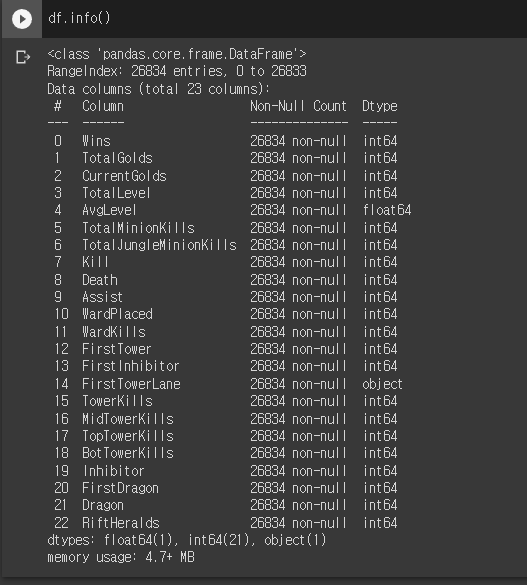 df.info()
<class 'pandas.core.frame.DataFrame'>
RangeIndex: 26834 entries, 0 to 26833
Data columns (total 23 columns):
 #   Column                   Non-Null Count  Dtype
---  ------                   --------------  -----
 0   Wins                     26834 non-null  int64
 1   TotalGolds               26834 non-null  int64
 2   CurrentGolds             26834 non-null  int64
 3   TotalLevel               26834 non-null  int64
 4   AvgLevel                 26834 non-null  float64
 5   TotalMinionKills         26834 non-null  int64
 6   TotalJungleMinionKills   26834 non-null  int64
 7   Kill                     26834 non-null  int64
 8   Death                    26834 non-null  int64
 9   Assist                   26834 non-null  int64
 10  WardPlaced               26834 non-null  int64
 11  WardKills                26834 non-null  int64
 12  FirstTower               26834 non-null  int64
 13  FirstInhibitor           26834 non-null  int64
 14  FirstTowerLane           26834 non-null  object
 15  TowerKills               26834 non-null  int64
 16  MidTowerKills            26834 non-null  int64
 17  TopTowerKills            26834 non-null  int64
 18  BotTowerKills            26834 non-null  int64
 19  Inhibitor                26834 non-null  int64
 20  FirstDragon              26834 non-null  int64
 21  Dragon                   26834 non-null  int64
 22  RiftHeralds              26834 non-null  int64
dtypes: float64(1), int64(21), object(1)
memory usage: 4.7+ MB